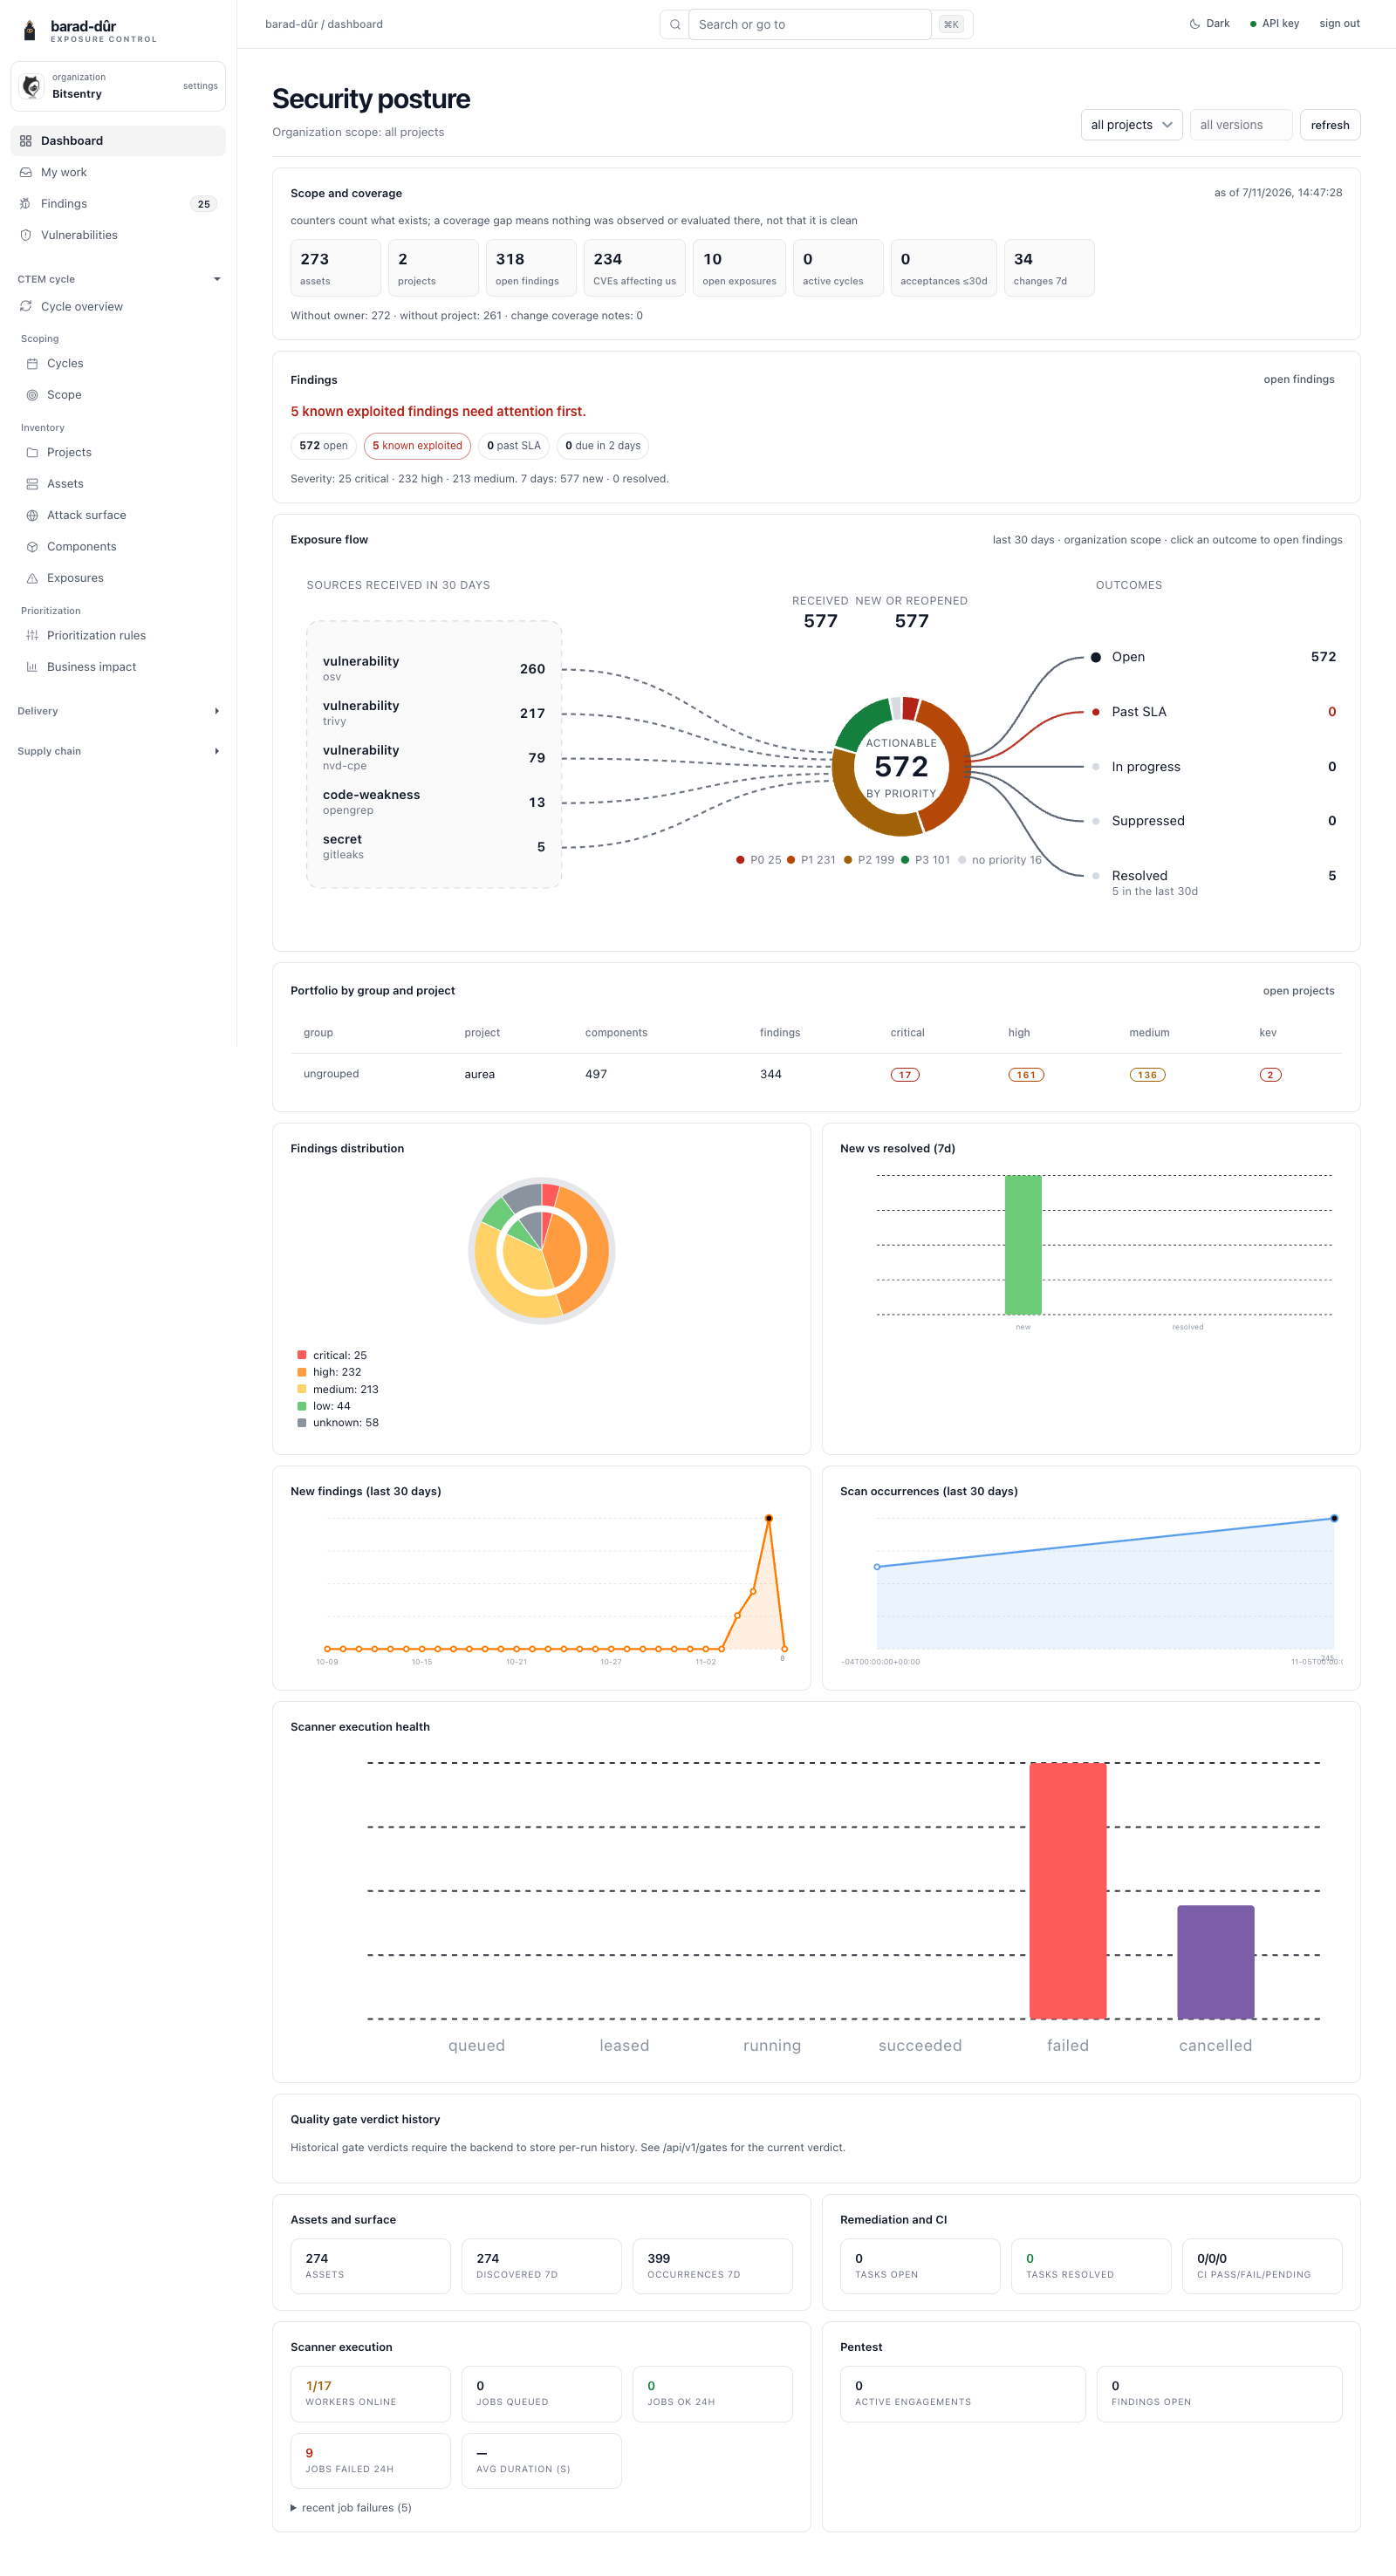 barad-dûr
EXPOSURE CONTROL
organization
Bitsentry
settings
Dashboard
My work
Findings 25
Vulnerabilities
CTEM cycle
Cycle overview
Scoping
Cycles
Scope
Inventory
Projects
Assets
Attack surface
Components
Exposures
Prioritization
Prioritization rules
Business impact
Delivery
Supply chain
barad-dûr / dashboard
Search or go to
⌘K
Dark
API key
sign out
Security posture
Organization scope: all projects
all projects
all versions
refresh
Scope and coverage
as of 7/11/2026, 14:47:28
counters count what exists; a coverage gap means nothing was observed or evaluated there, not that it is clean
273
assets
2
projects
318
open findings
234
CVEs affecting us
10
open exposures
0
active cycles
0
acceptances ≤30d
34
changes 7d
Without owner: 272 · without project: 261 · change coverage notes: 0
Findings
open findings
5 known exploited findings need attention first.
572 open
5 known exploited
0 past SLA
0 due in 2 days
Severity: 25 critical · 232 high · 213 medium. 7 days: 577 new · 0 resolved.
Exposure flow
last 30 days · organization scope · click an outcome to open findings
SOURCES RECEIVED IN 30 DAYS
RECEIVED
577
NEW OR REOPENED
577
OUTCOMES
vulnerability 260
osv
vulnerability 217
trivy
vulnerability 79
nvd-cpe
code-weakness 13
opengrep
secret 5
gitleaks
ACTIONABLE
572
BY PRIORITY
P0 25
P1 231
P2 199
P3 101
no priority 16
Open 572
Past SLA 0
In progress 0
Suppressed 0
Resolved 5
5 in the last 30d
Portfolio by group and project
open projects
group project components findings critical high medium kev
ungrouped aurea 497 344 17 161 136 2
Findings distribution
critical: 25
high: 232
medium: 213
low: 44
unknown: 58
New vs resolved (7d)
new resolved
New findings (last 30 days)
10-09 10-15 10-21 10-27 11-02 0
Scan occurrences (last 30 days)
-04T00:00:00+00:00
Scanner execution health
queued leased running succeeded failed cancelled
Quality gate verdict history
Historical gate verdicts require the backend to store per-run history. See /api/v1/gates for the current verdict.
Assets and surface
274
ASSETS
274
DISCOVERED 7D
399
OCCURRENCES 7D
Remediation and CI
0
TASKS OPEN
0
TASKS RESOLVED
0/0/0
CI PASS/FAIL/PENDING
Scanner execution
1/17
WORKERS ONLINE
0
JOBS QUEUED
0
JOBS OK 24H
9
JOBS FAILED 24H
—
AVG DURATION (S)
recent job failures (5)
Pentest
0
ACTIVE ENGAGEMENTS
0
FINDINGS OPEN